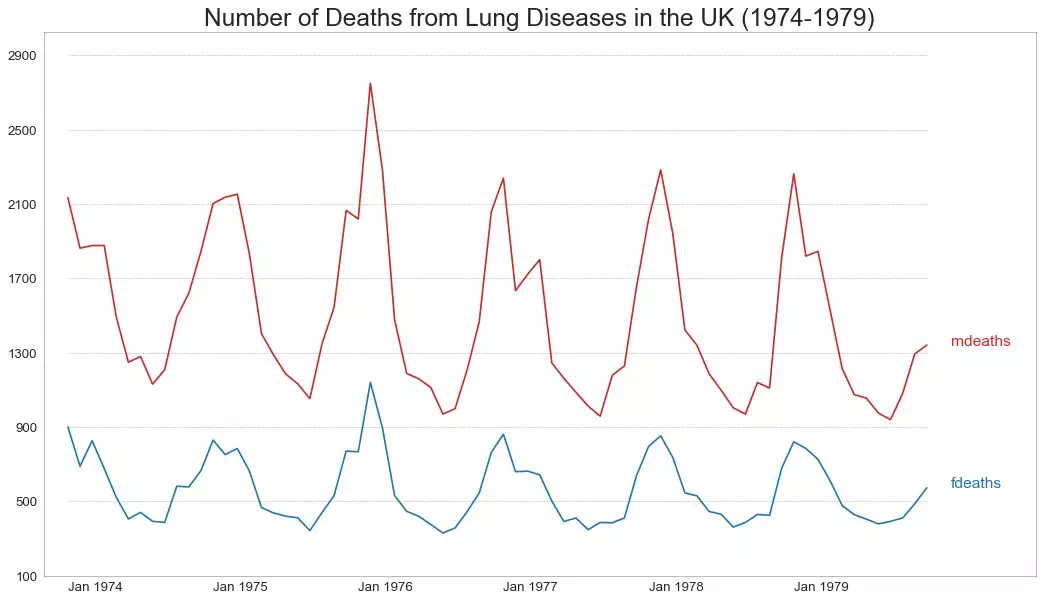 Number of Deaths from Lung Diseases in the UK (1974-1979)
2900
2500
2100
1700
1300
900
500
100
mdeaths
fdeaths
Jan 1974 Jan 1975 Jan 1976 Jan 1977 Jan 1978 Jan 1979